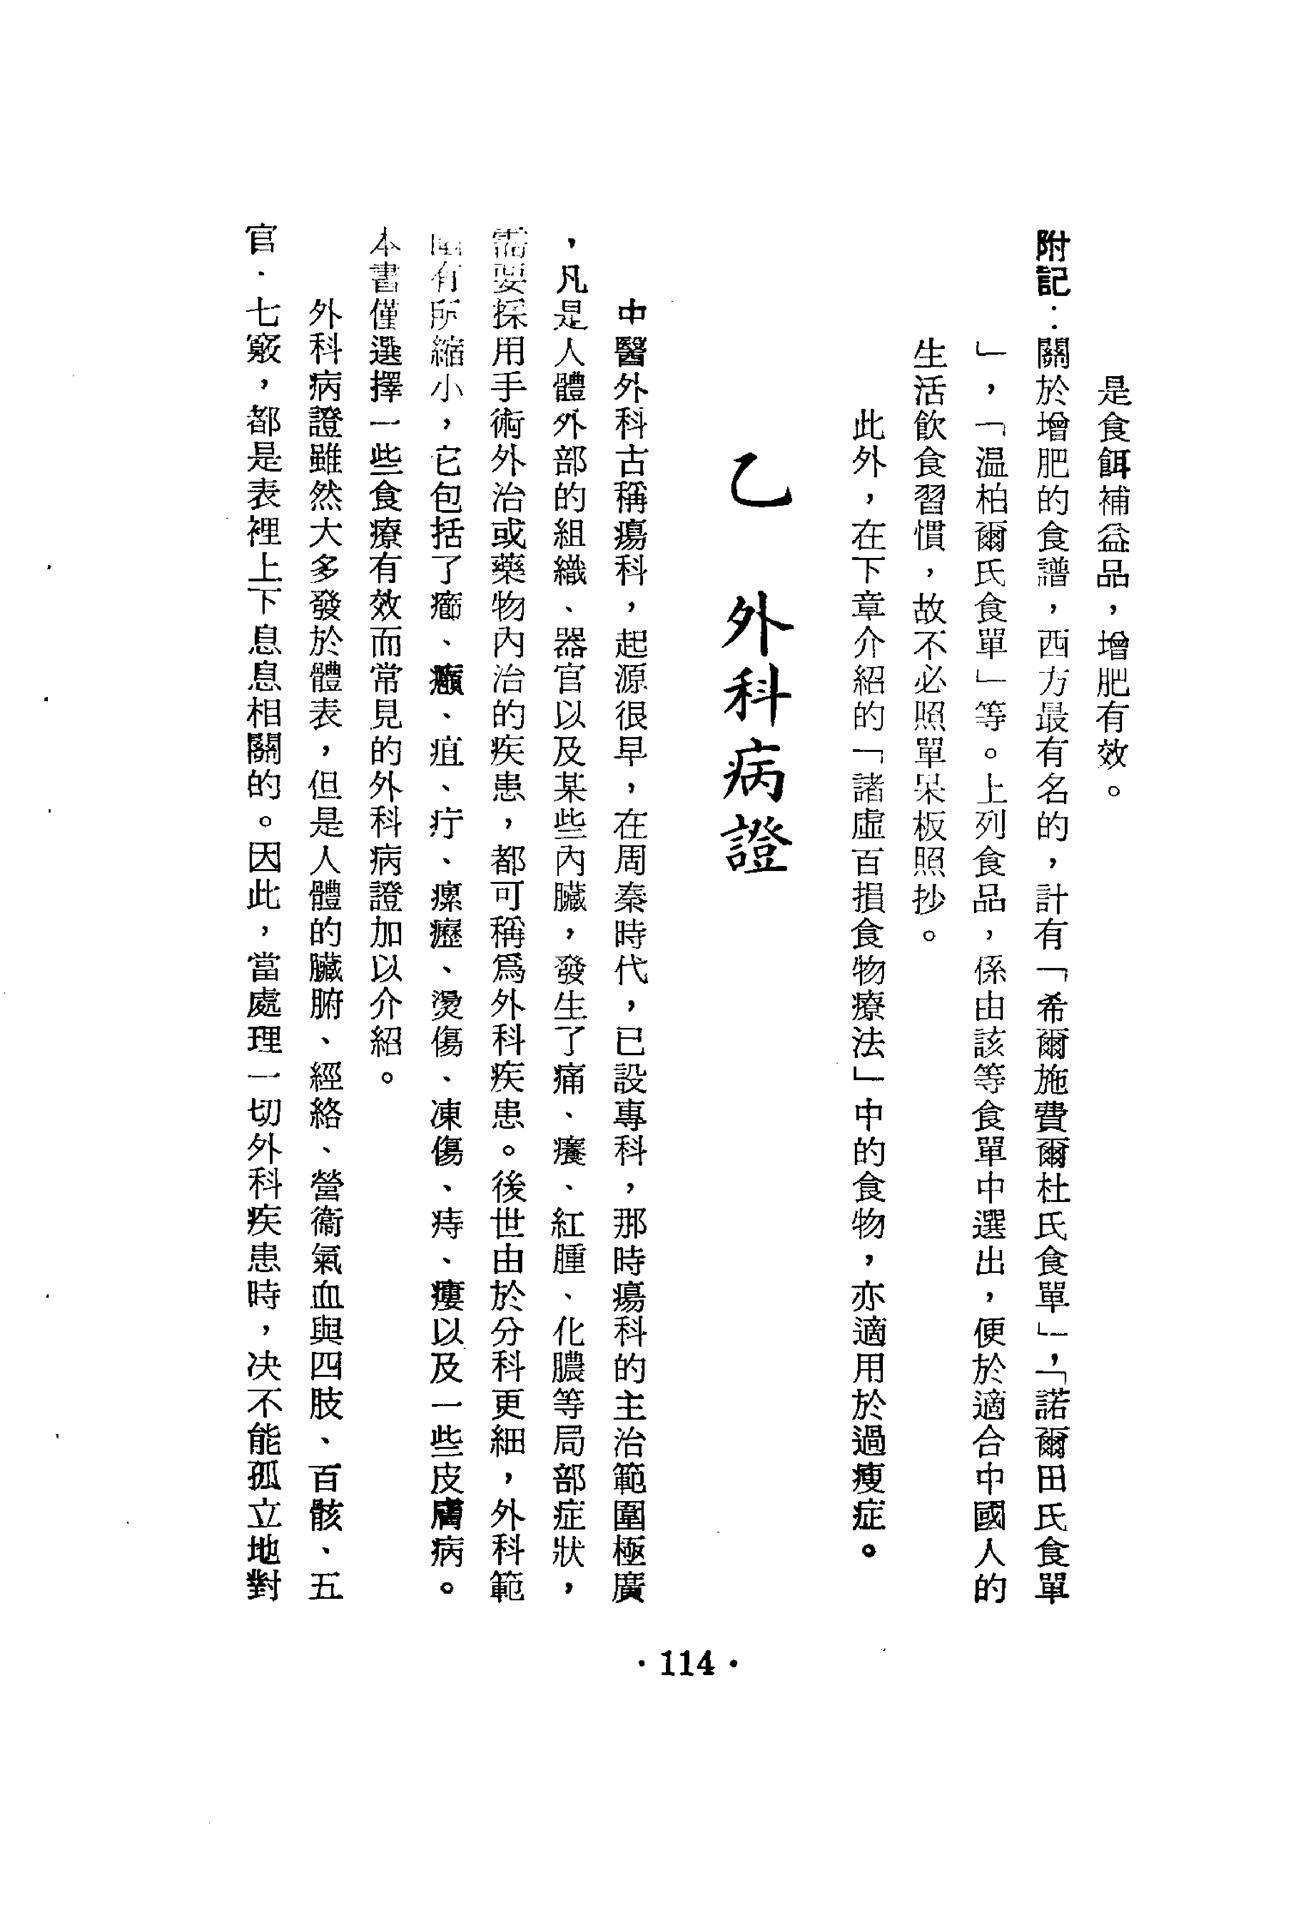 是食餌補益品，增肥有效。
附記：關於增肥的食譜，西方最有名的，計有「希爾施費爾杜氏食單」，「諾爾田氏食單
」，「温柏爾氏食單」等。上列食品，係由該等食單中選出，便於適合中國人的
生活飲食習慣，故不必照單呆板照抄。
此外，在下章介紹的「諸虛百損食物療法」中的食物，亦適用於過瘦症。
乙 外科病證
中醫外科古稱瘍科，起源很早，在周秦時代，已設專科，那時瘍科的主治範圍極廣
，凡是人體外部的組織、器官以及某些內臟，發生了痛、癢、紅腫、化膿等局部症狀，
需要採用手術外治或藥物內治的疾患，都可稱爲外科疾患。後世由於分科更細，外科範
圍有所縮小，它包括了癤、癩、疽、疔、瘰癧、燙傷、凍傷、痔、瘻以及一些皮膚病。
本書僅選擇一些食療有效而常見的外科病證加以介紹。
外科病證雖然大多發於體表，但是人體的臟腑、經絡、營衞氣血與四肢、百骸、五
官．七竅，都是表裡上下息息相關的。因此，當處理一切外科疾患時，决不能孤立地對
·114·